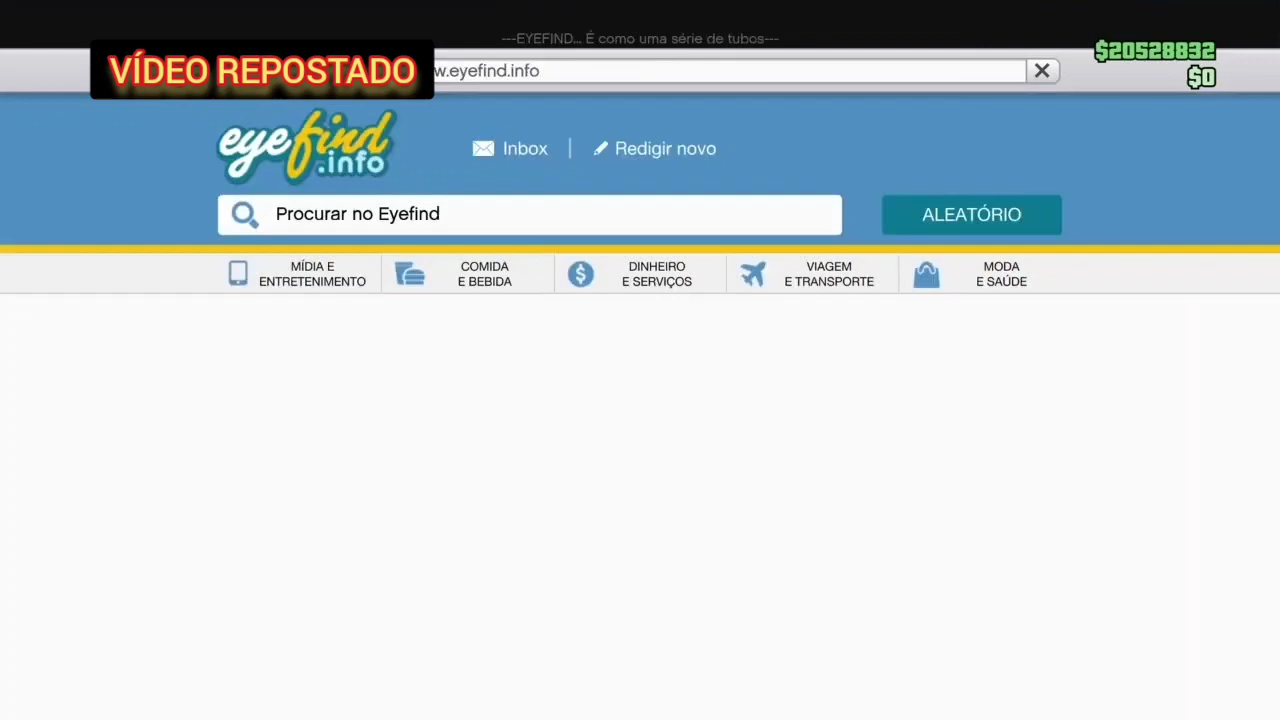 ---EYEFIND... É como uma série de tubos---
VÍDEO REPOSTADO
w.eyefind.info
$20528832
$0
eyefind
.info
Inbox
Redigir novo
Procurar no Eyefind
ALEATÓRIO
MÍDIA E
ENTRETENIMENTO
COMIDA
E BEBIDA
DINHEIRO
E SERVIÇOS
VIAGEM
E TRANSPORTE
MODA
E SAÚDE